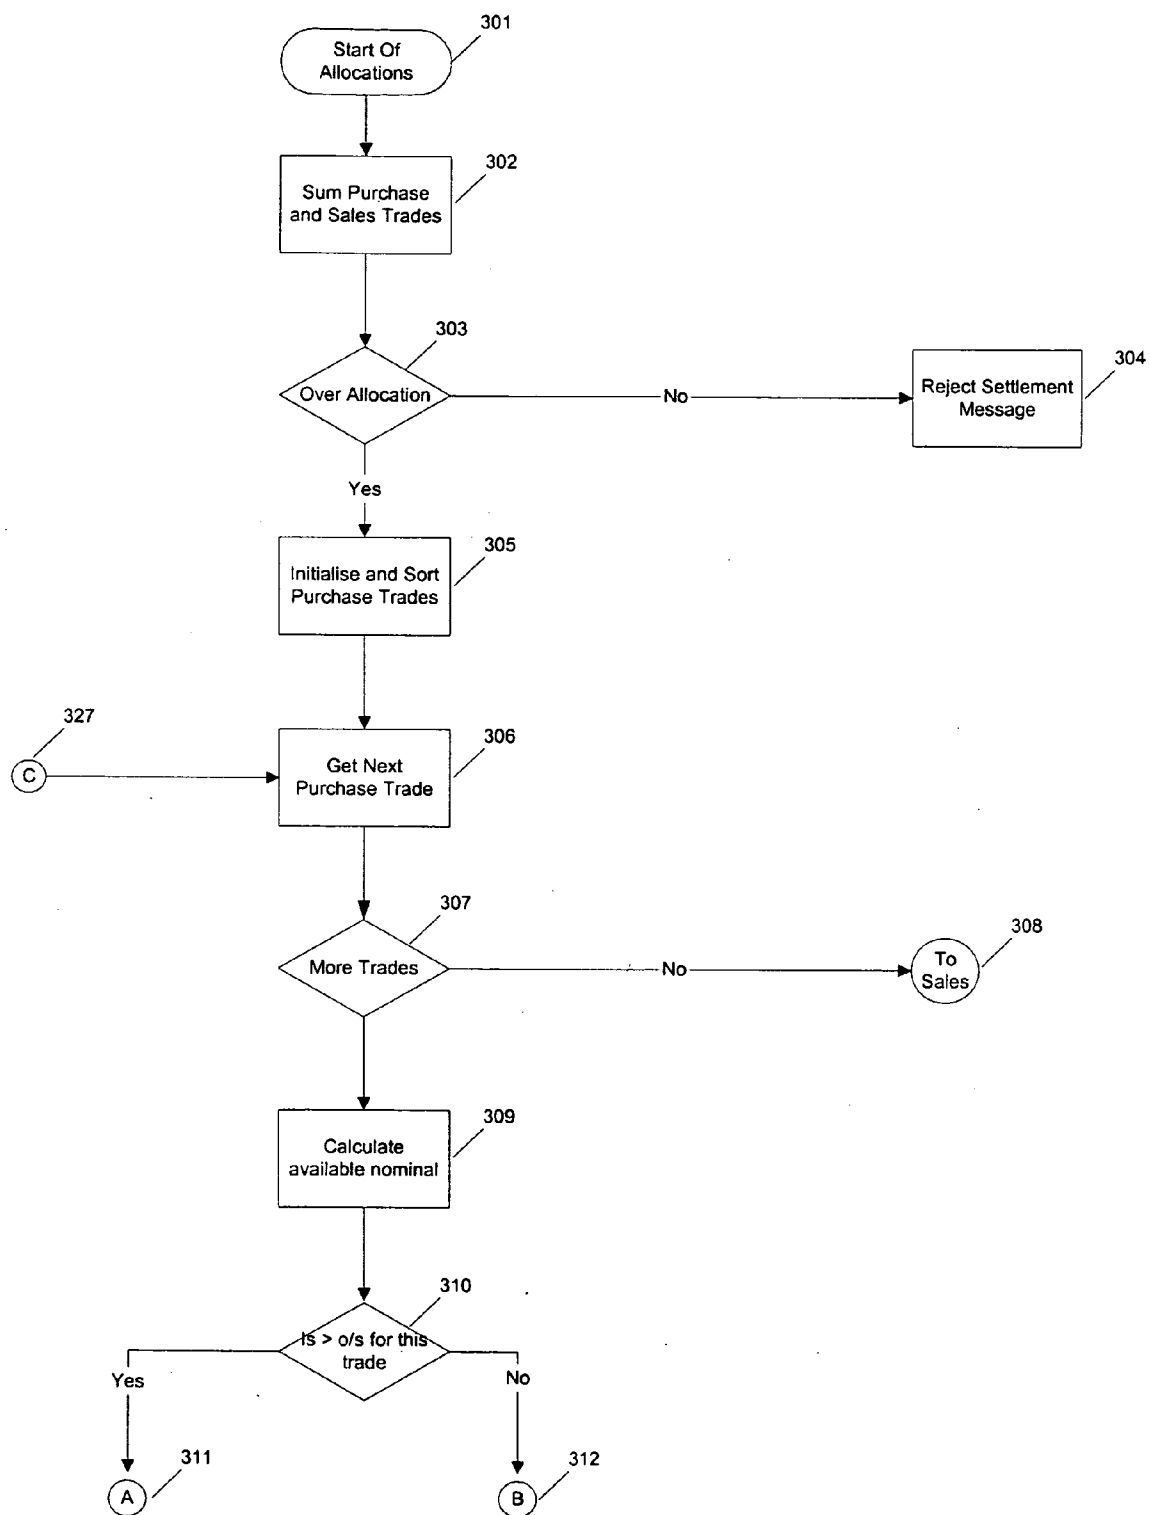 301
Start Of
Allocations
302
Sum Purchase
and Sales Trades
303
Over Allocation
No
304
Reject Settlement
Message
Yes
305
Initialise and Sort
Purchase Trades
327
C
306
Get Next
Purchase Trade
307
More Trades
No
308
To
Sales
309
Calculate
available nominal
310
Is > o/s for this
trade
Yes
No
311
A
312
B